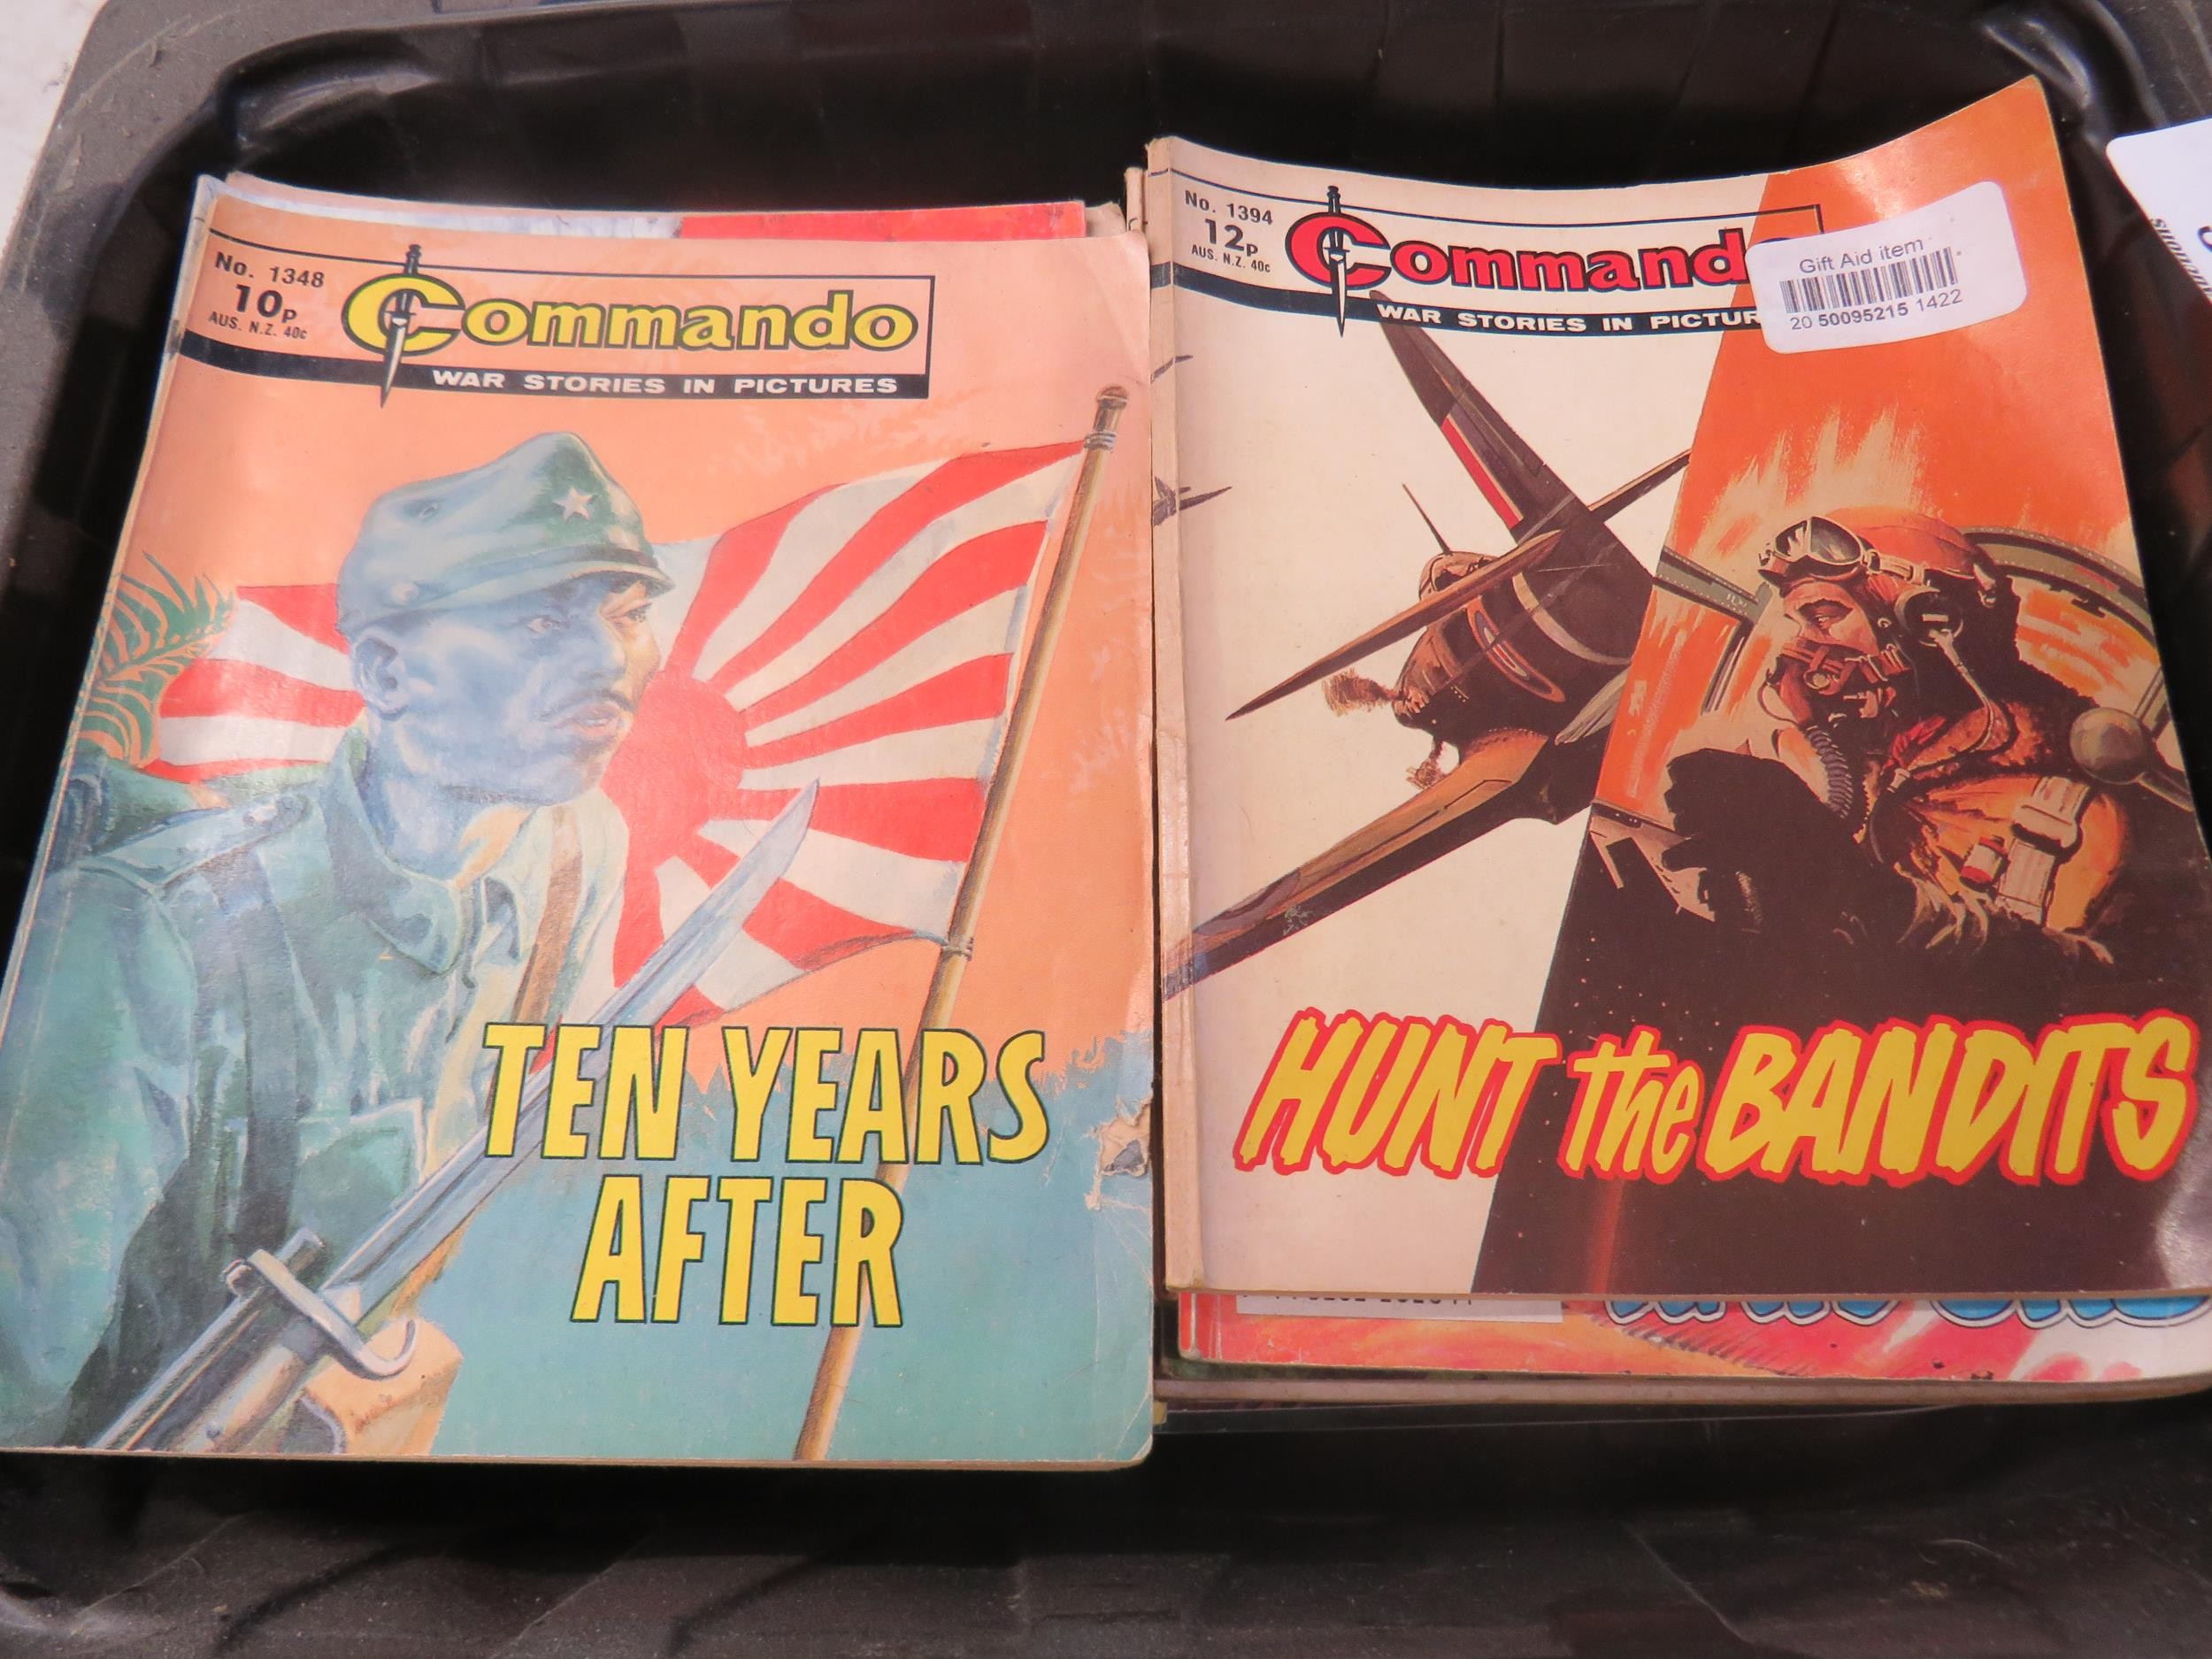 No. 1348
10p
AUS. N.Z. 40c
Commando
WAR STORIES IN PICTURES
TEN YEARS
AFTER
No. 1394
12p
AUS. N.Z. 40c
Command
WAR STORIES IN PICTUR
Gift Aid item
20 50095215 1422
HUNT the BANDITS